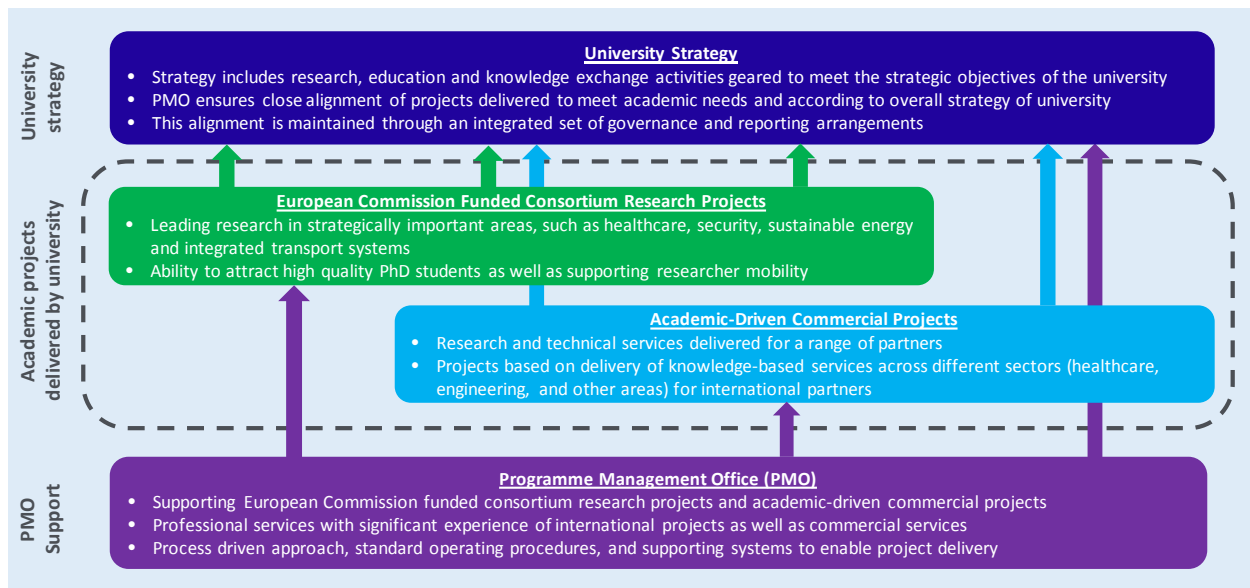 University
strategy
University Strategy
• Strategy includes research, education and knowledge exchange activities geared to meet the strategic objectives of the university
• PMO ensures close alignment of projects delivered to meet academic needs and according to overall strategy of university
• This alignment is maintained through an integrated set of governance and reporting arrangements
Academic projects
delivered by university
European Commission Funded Consortium Research Projects
• Leading research in strategically important areas, such as healthcare, security, sustainable energy
and integrated transport systems
• Ability to attract high quality PhD students as well as supporting researcher mobility
Academic-Driven Commercial Projects
• Research and technical services delivered for a range of partners
• Projects based on delivery of knowledge-based services across different sectors (healthcare,
engineering, and other areas) for international partners
PMO
Support
Programme Management Office (PMO)
• Supporting European Commission funded consortium research projects and academic-driven commercial projects
• Professional services with significant experience of international projects as well as commercial services
• Process driven approach, standard operating procedures, and supporting systems to enable project delivery